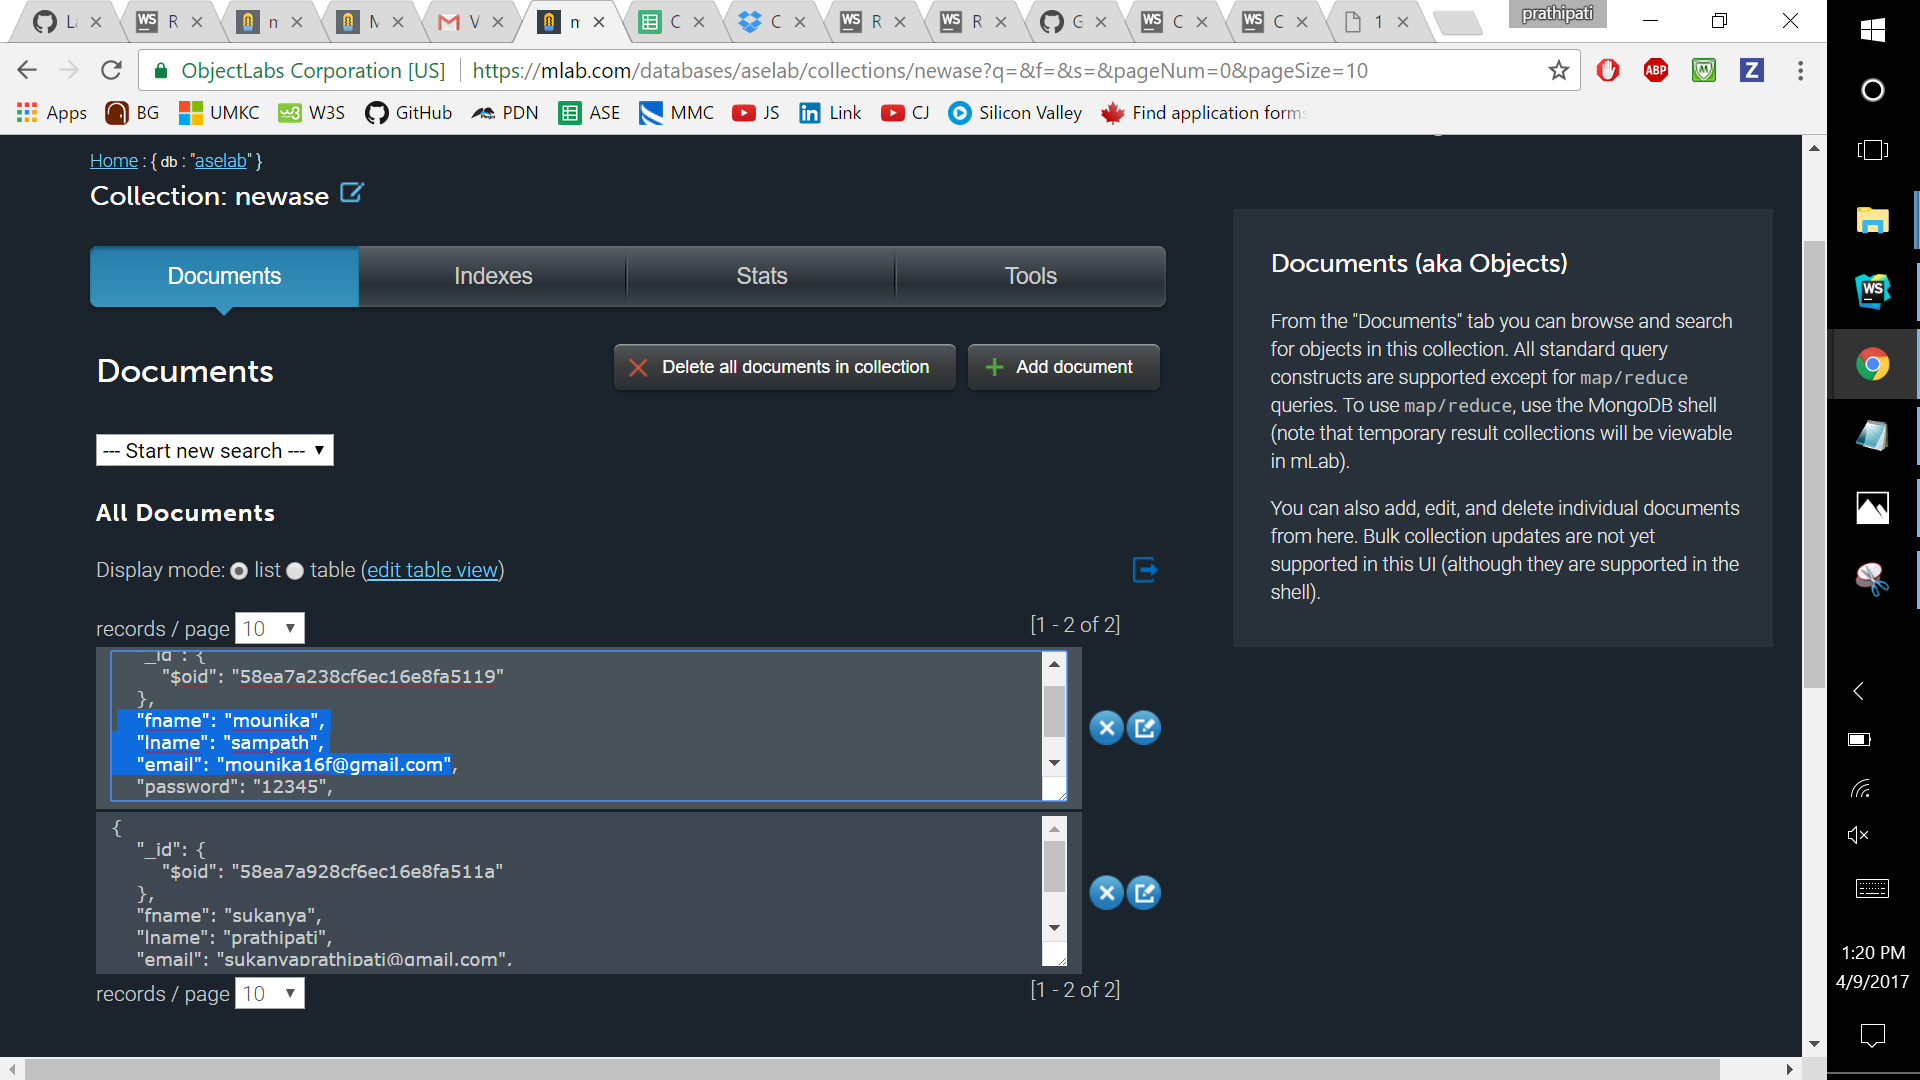 prathipati
L
R
m
M
V
m
C
C
R
R
G
C
C
1
ObjectLabs Corporation [US]
https://mlab.com/databases/aselab/collections/newase?q=&f=&s=&pageNum=0&pageSize=10
ABP
Z
Apps
BG
UMKC
W3S
GitHub
PDN
ASE
MMC
JS
Link
CJ
Silicon Valley
Find application form
Home : { db : "aselab" }
Collection: newase
Documents
Indexes
Stats
Tools
Documents
Delete all documents in collection
Add document
--- Start new search ---
All Documents
Display mode: list table (edit table view)
records / page 10
[1 - 2 of 2]
"_id": {
"$oid": "58ea7a238cf6ec16e8fa5119"
},
"fname": "mounika",
"lname": "sampath",
"email": "mounika16f@gmail.com",
"password": "12345",
{
"_id": {
"$oid": "58ea7a928cf6ec16e8fa511a"
},
"fname": "sukanya",
"lname": "prathipati",
"email": "sukanyaprathipati@gmail.com",
records / page 10
[1 - 2 of 2]
Documents (aka Objects)
From the "Documents" tab you can browse and search
for objects in this collection. All standard query
constructs are supported except for map/reduce
queries. To use map/reduce, use the MongoDB shell
(note that temporary result collections will be viewable
in mLab).
You can also add, edit, and delete individual documents
from here. Bulk collection updates are not yet
supported in this UI (although they are supported in the
shell).
WS
1:20 PM
4/9/2017